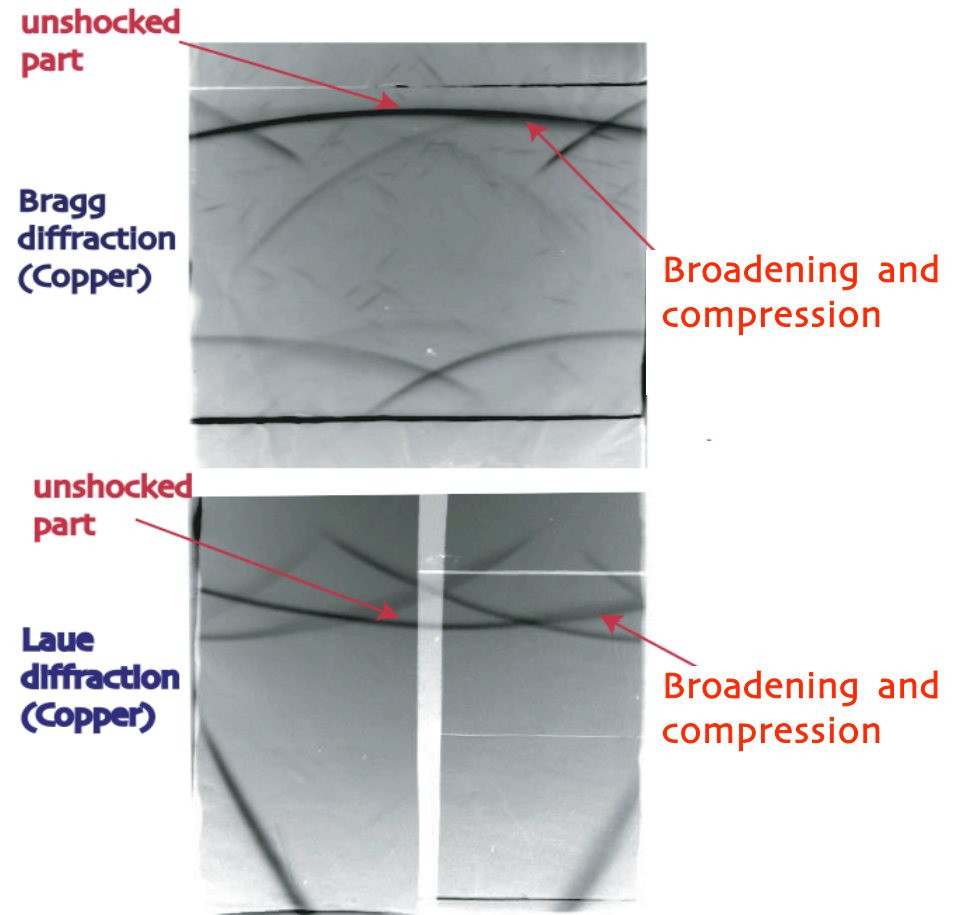 unshocked
part
Bragg
diffraction
(Copper)
Broadening and
compression
unshocked
part
Laue
diffraction
(Copper)
Broadening and
compression